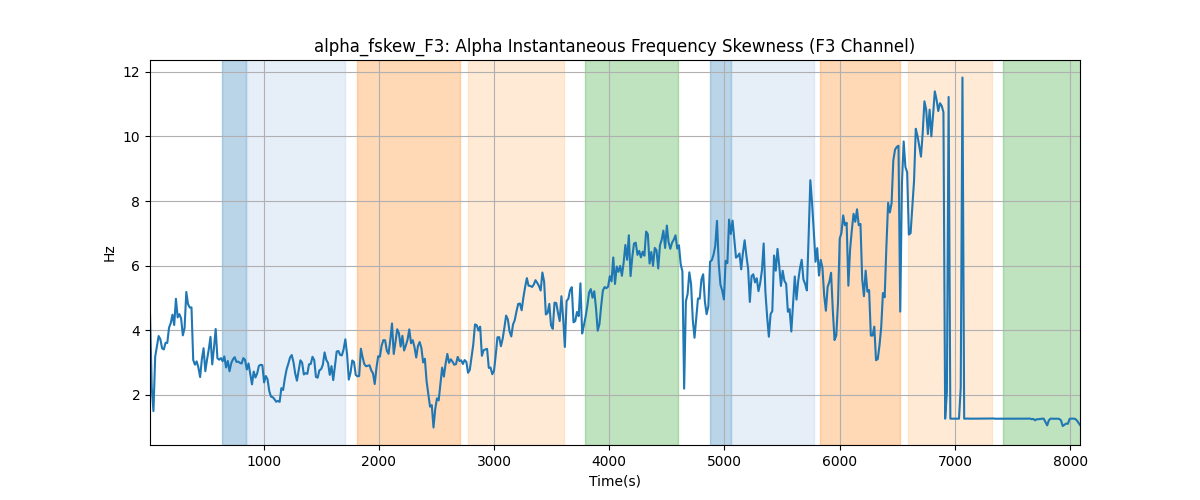 alpha_fskew_F3: Alpha Instantaneous Frequency Skewness (F3 Channel)
12
10
8
6
4
2
Hz
1000 2000 3000 4000 5000 6000 7000 8000
Time(s)